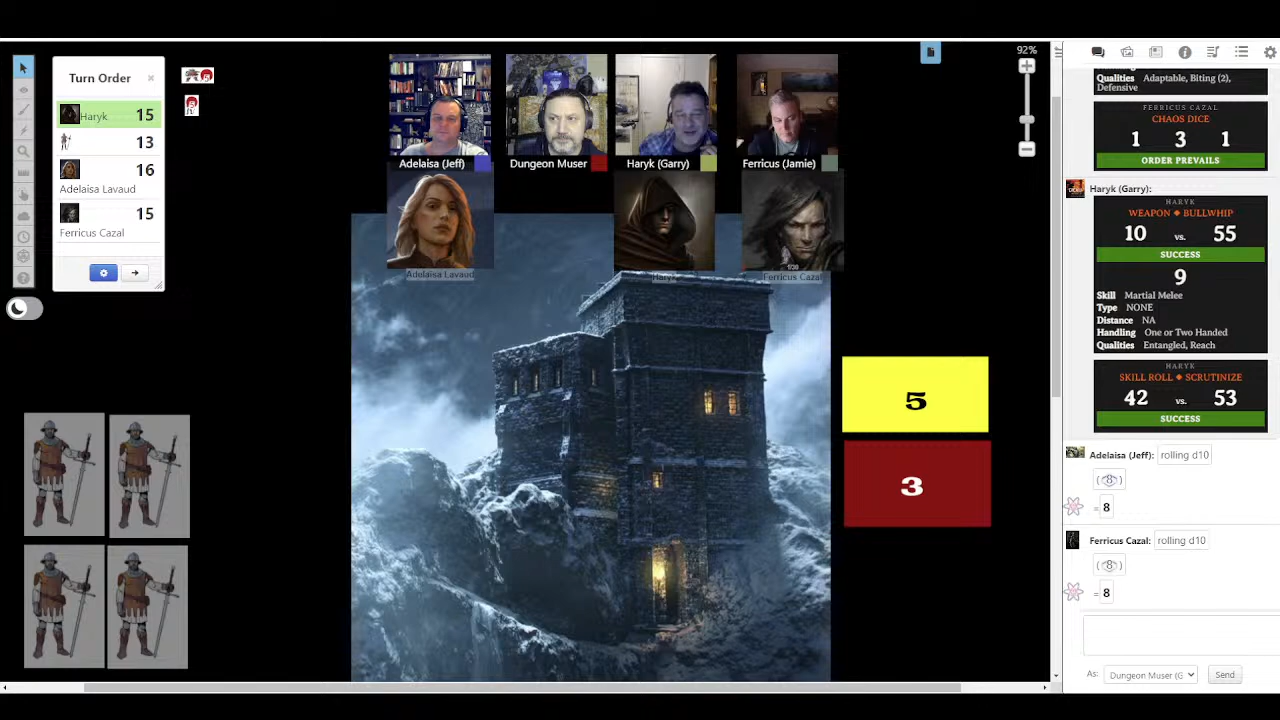 Turn Order ×
Haryk 15
13
16
Adelaisa Lavaud
15
Ferricus Cazal
Adelaisa (Jeff)
Dungeon Muser
Haryk (Garry)
Ferricus (Jamie)
Adelaisa Lavaud
Haryk
Ferricus Cazal
5
3
92%
Qualities Adaptable, Biting (2),
Defensive
FERRICUS CAZAL
CHAOS DICE
1 3 1
ORDER PREVAILS
Haryk (Garry):
HARYK
WEAPON ◆ BULLWHIP
10 vs. 55
SUCCESS
9
Skill Martial Melee
Type NONE
Distance NA
Handling One or Two Handed
Qualities Entangled, Reach
HARYK
SKILL ROLL ◆ SCRUTINIZE
42 vs. 53
SUCCESS
Adelaisa (Jeff): rolling d10
(8)
= 8
Ferricus Cazal: rolling d10
(8)
= 8
As: Dungeon Muser (G Send